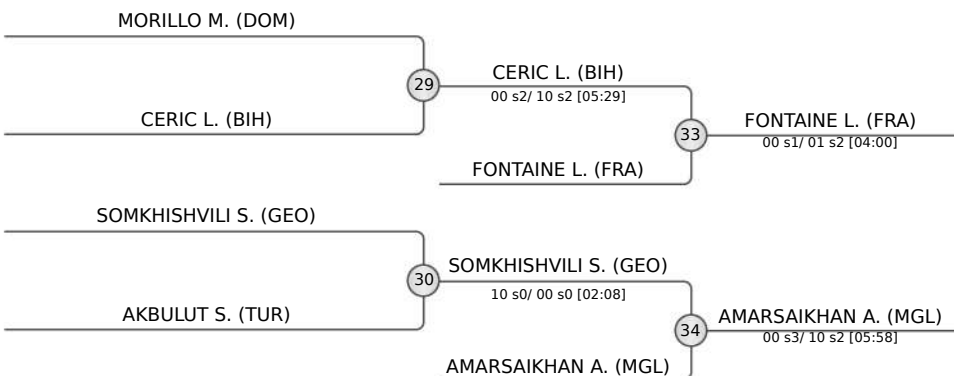 MORILLO M. (DOM)
29
CERIC L. (BIH)
00 s2/ 10 s2 [05:29]
CERIC L. (BIH)
33
FONTAINE L. (FRA)
00 s1/ 01 s2 [04:00]
FONTAINE L. (FRA)
SOMKHISHVILI S. (GEO)
30
SOMKHISHVILI S. (GEO)
10 s0/ 00 s0 [02:08]
AKBULUT S. (TUR)
34
AMARSAIKHAN A. (MGL)
00 s3/ 10 s2 [05:58]
AMARSAIKHAN A. (MGL)